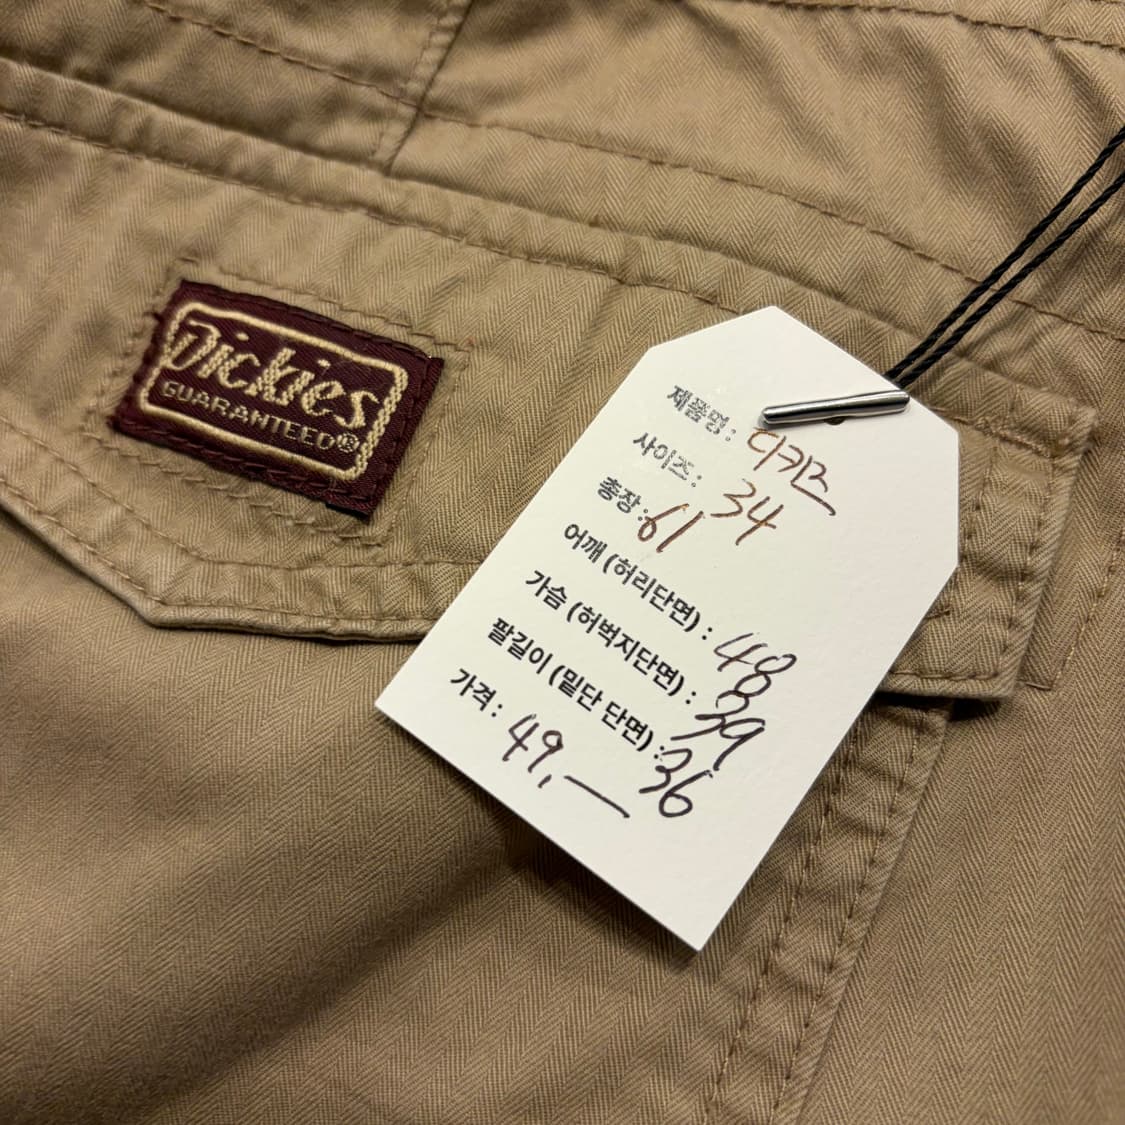 Dickies
GUARANTEED®
제품명: 디키즈
사이즈: 34
총장: 61
어깨 (허리단면) : 48
가슴 (허벅지단면) : 39
팔길이 (밑단 단면) : 36
가격: 49,—